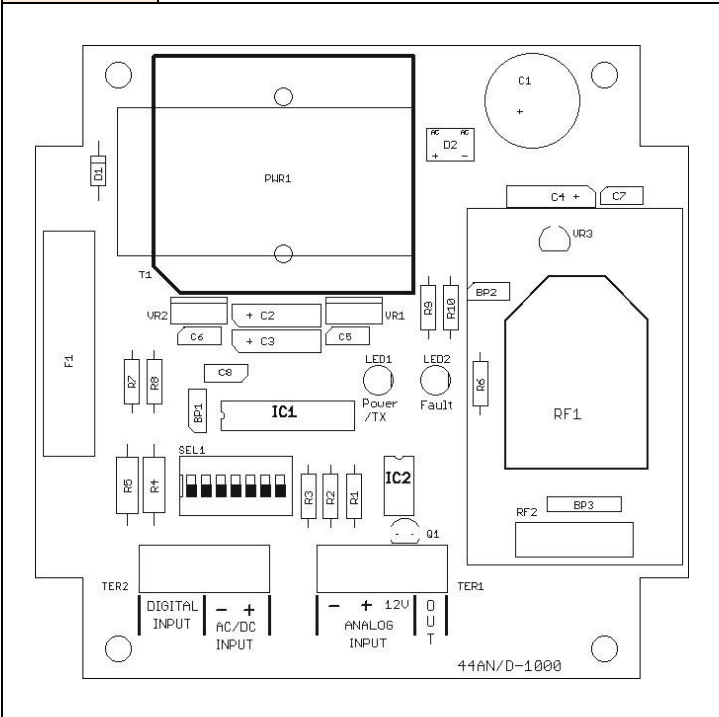 C1
+
AC AC
D2
+ -
D1
PWR1
C4 +
C7
VR3
T1
BP2
R9
R10
VR2
+ C2
VR1
C6
+ C3
C5
F1
C8
LED1
LED2
R7
R8
R6
BP1
IC1
Power
/TX
Fault
RF1
SEL1
R5
R4
R3
R2
R1
IC2
BP3
RF2
Q1
TER2
TER1
DIGITAL
INPUT
- +
AC/DC
INPUT
- + 12V
ANALOG
INPUT
O
U
T
44AN/D-1000